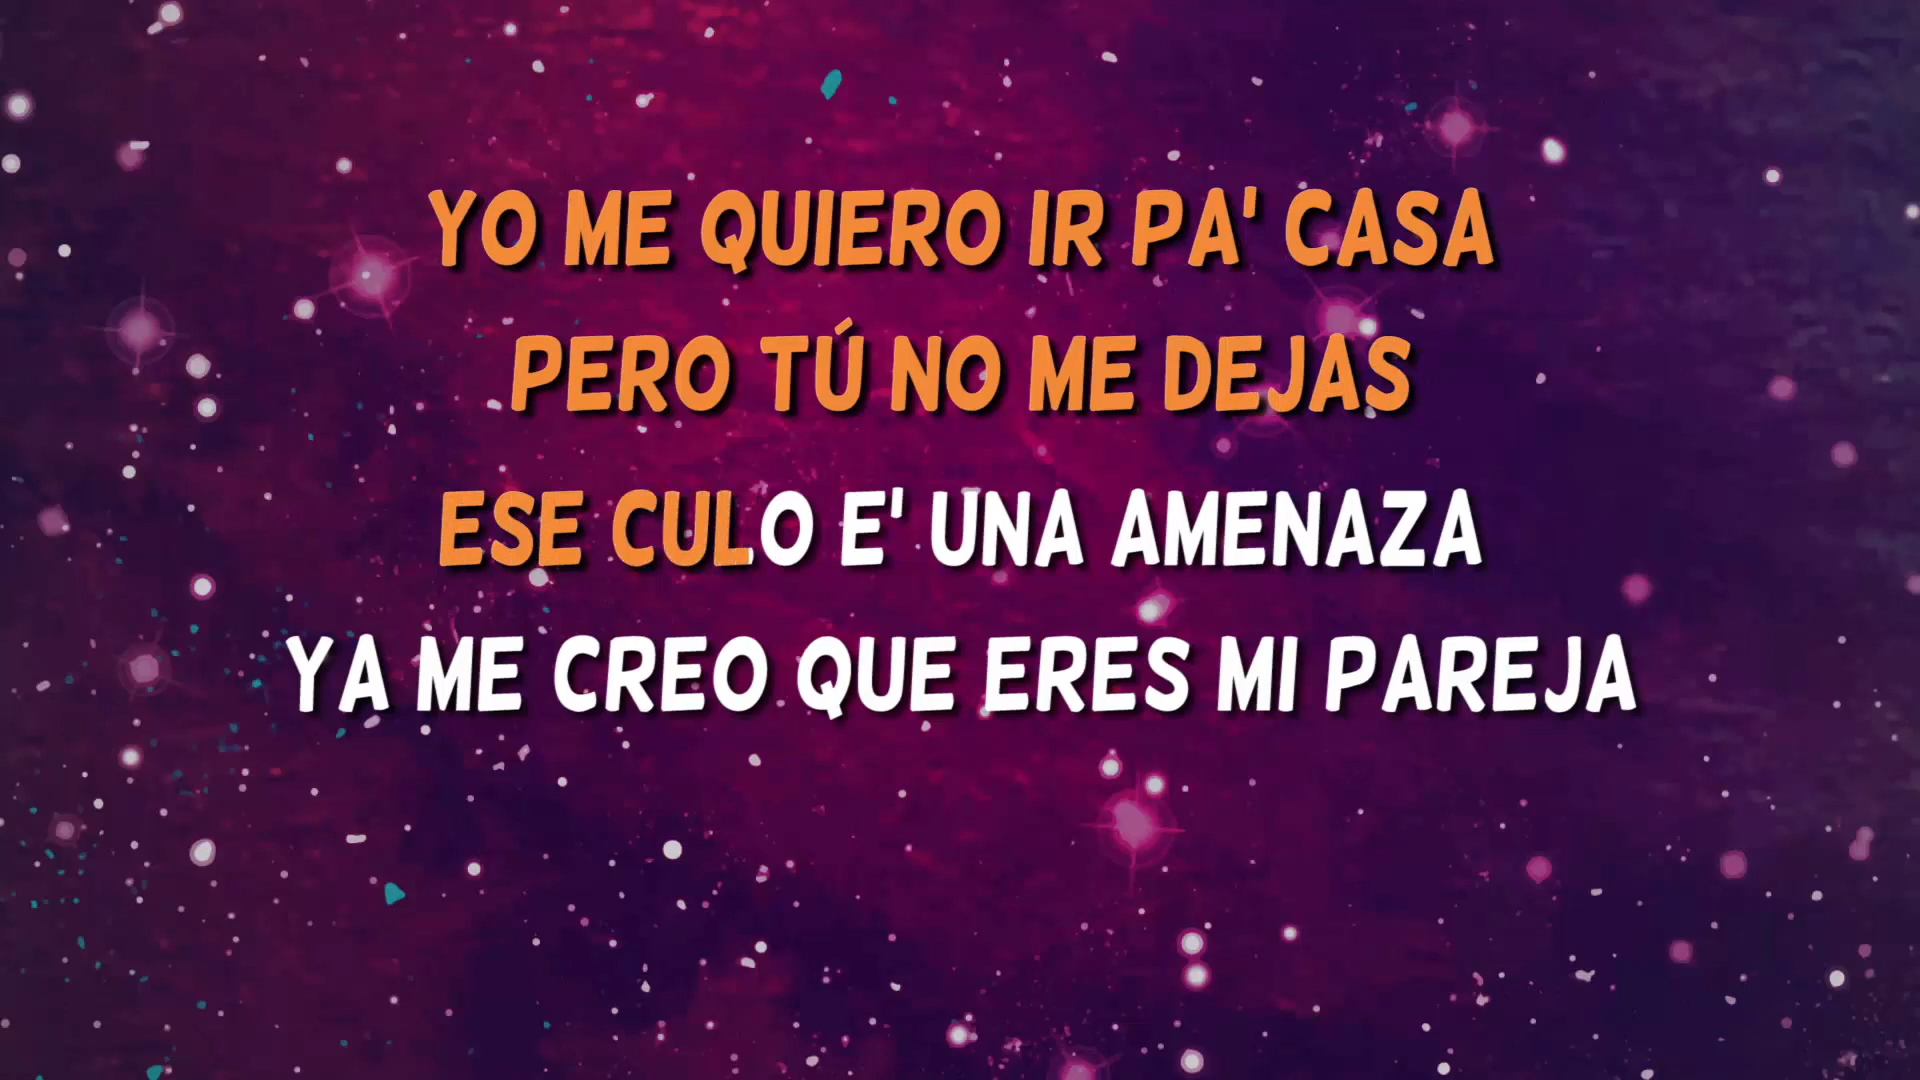 YO ME QUIERO IR PA' CASA
PERO TÚ NO ME DEJAS
ESE CULO E' UNA AMENAZA
YA ME CREO QUE ERES MI PAREJA